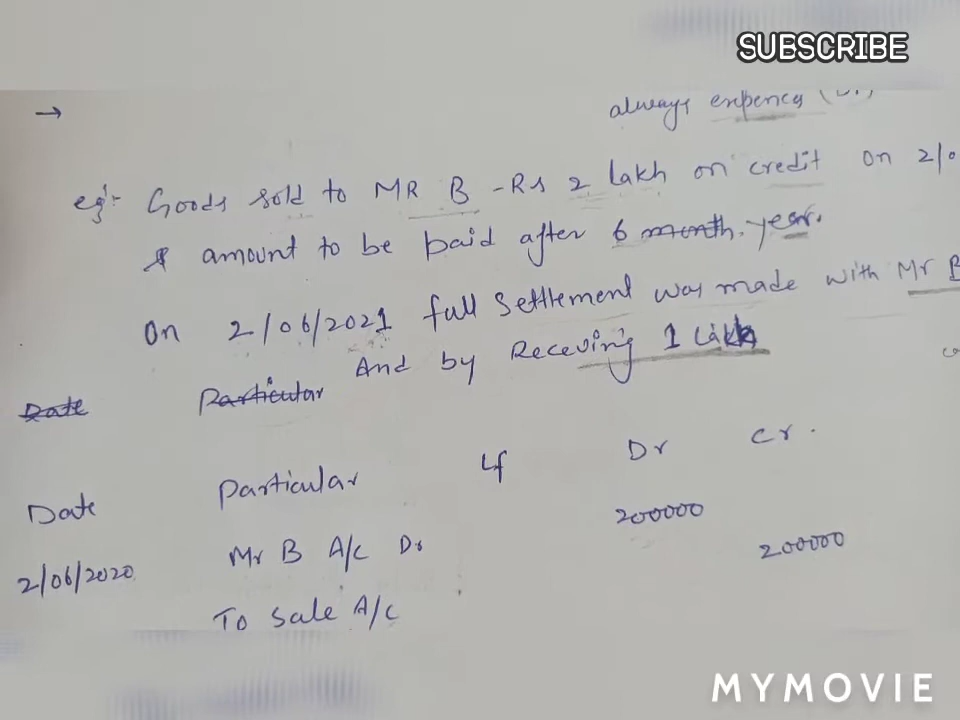 SUBSCRIBE
→ always expences
eg:- Goods sold to MR B - Rs 2 lakh on credit on 2/0
& amount to be paid after 6 month. year.
On 2/06/2021 full settlement was made with Mr B
And by Receving 1 Lakh
Date Particular
Date Particular Lf Dr Cr.
2/06/2020 Mr B A/C Dr 200000
To Sale A/C 200000
MYMOVIE